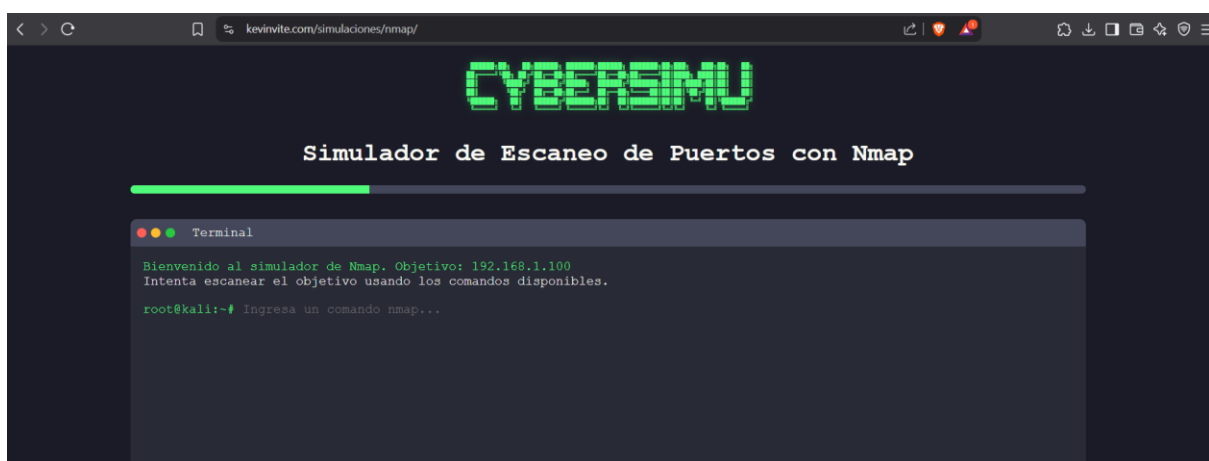 kevinvite.com/simulaciones/nmap/
CYBERSIMU
Simulador de Escaneo de Puertos con Nmap
Terminal
Bienvenido al simulador de Nmap. Objetivo: 192.168.1.100
Intenta escanear el objetivo usando los comandos disponibles.
root@kali:~# Ingresa un comando nmap...